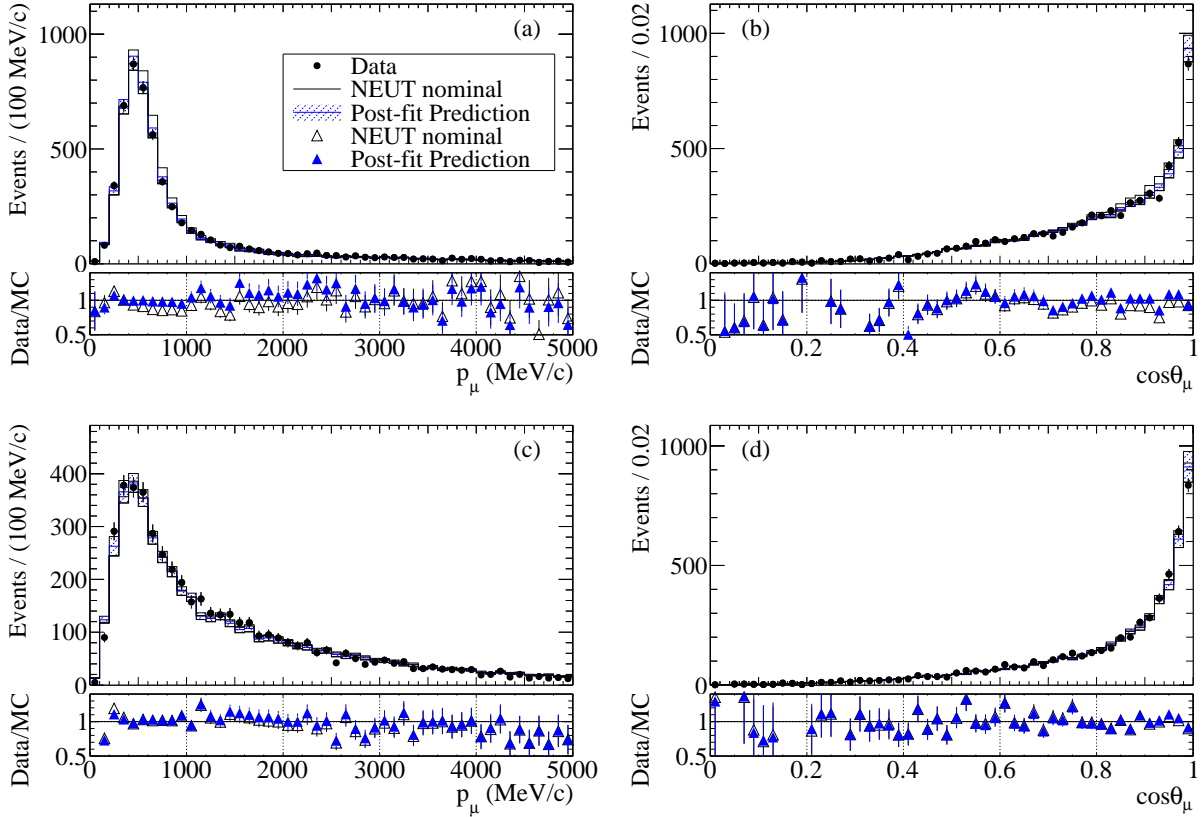 (a)
Events / (100 MeV/c)
1000
500
0
Data
NEUT nominal
Post-fit Prediction
NEUT nominal
Post-fit Prediction
Data/MC
1
0.5
0 1000 2000 3000 4000 5000
p_μ (MeV/c)
(b)
Events / 0.02
1000
500
0
Data/MC
1
0.5
0 0.2 0.4 0.6 0.8 1
cosθ_μ
(c)
Events / (100 MeV/c)
400
300
200
100
0
Data/MC
1
0.5
0 1000 2000 3000 4000 5000
p_μ (MeV/c)
(d)
Events / 0.02
1000
500
0
Data/MC
1
0.5
0 0.2 0.4 0.6 0.8 1
cosθ_μ